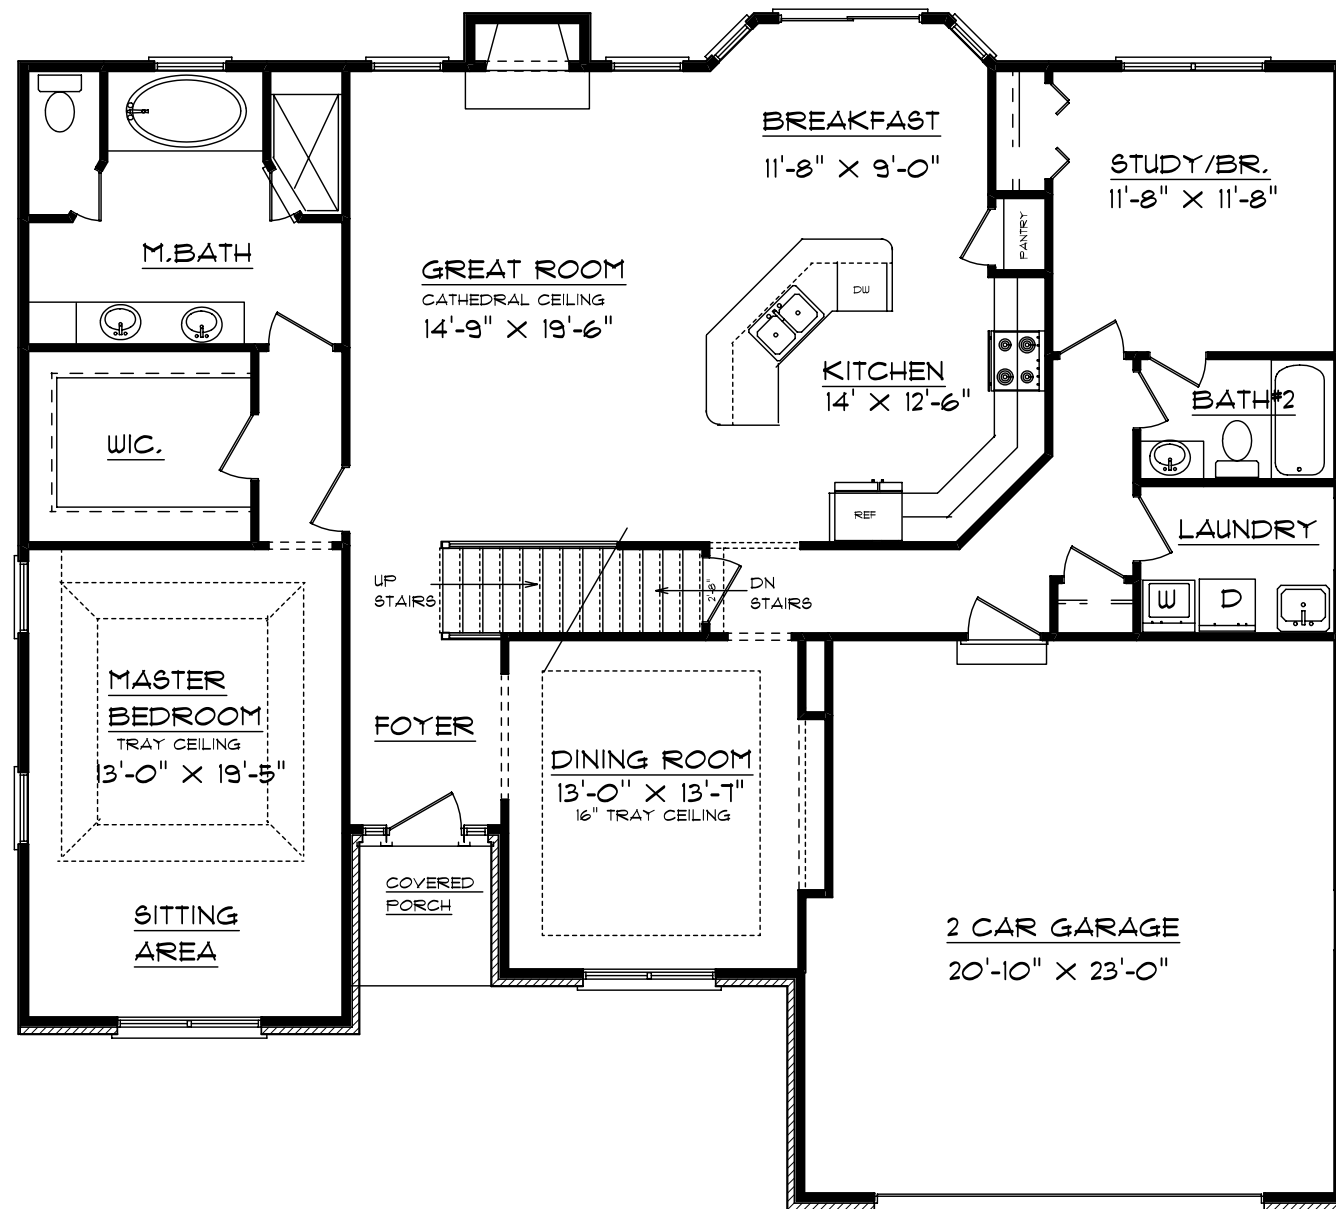 BREAKFAST
11'-8" X 9'-0"
STUDY/BR.
11'-8" X 11'-8"
PANTRY
M.BATH
GREAT ROOM
CATHEDRAL CEILING
14'-9" X 19'-6"
DW
KITCHEN
14' X 12'-6"
BATH#2
WIC.
REF
LAUNDRY
UP
STAIRS
2'-8"
DN
STAIRS
W
D
MASTER
BEDROOM
TRAY CEILING
13'-0" X 19'-5"
FOYER
DINING ROOM
13'-0" X 13'-7"
16" TRAY CEILING
COVERED
PORCH
SITTING
AREA
2 CAR GARAGE
20'-10" X 23'-0"